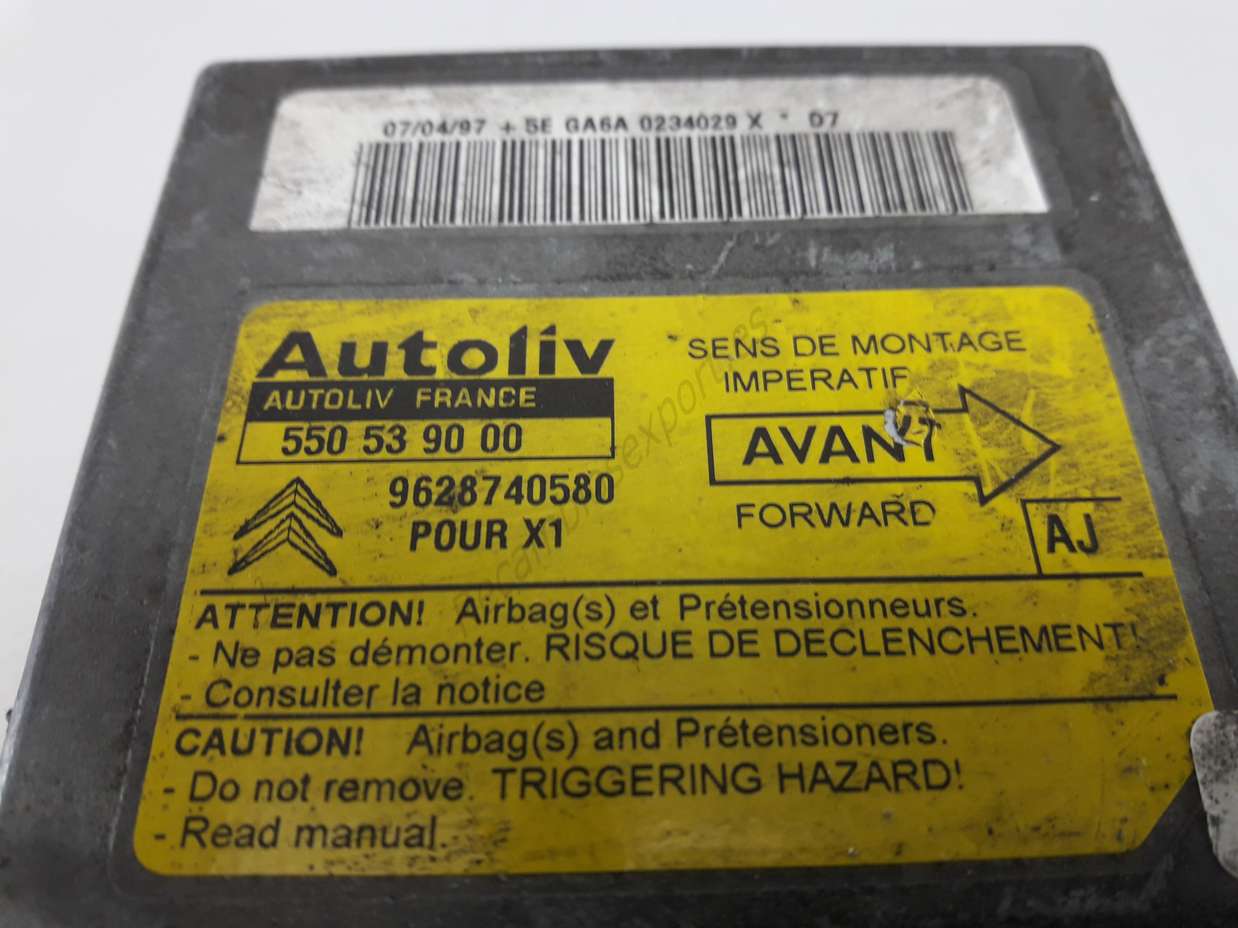 07/04/97 + 5E GA6A 0234029 X * D7
Autoliv
AUTOLIV FRANCE
550 53 90 00
9628740580
POUR X1
SENS DE MONTAGE
IMPERATIF
AVANT
FORWARD
AJ
ATTENTION! Airbag(s) et Prétensionneurs.
- Ne pas démonter. RISQUE DE DECLENCHEMENT!
- Consulter la notice
CAUTION! Airbag(s) and Prétensioners.
- Do not remove. TRIGGERING HAZARD!
- Read manual.